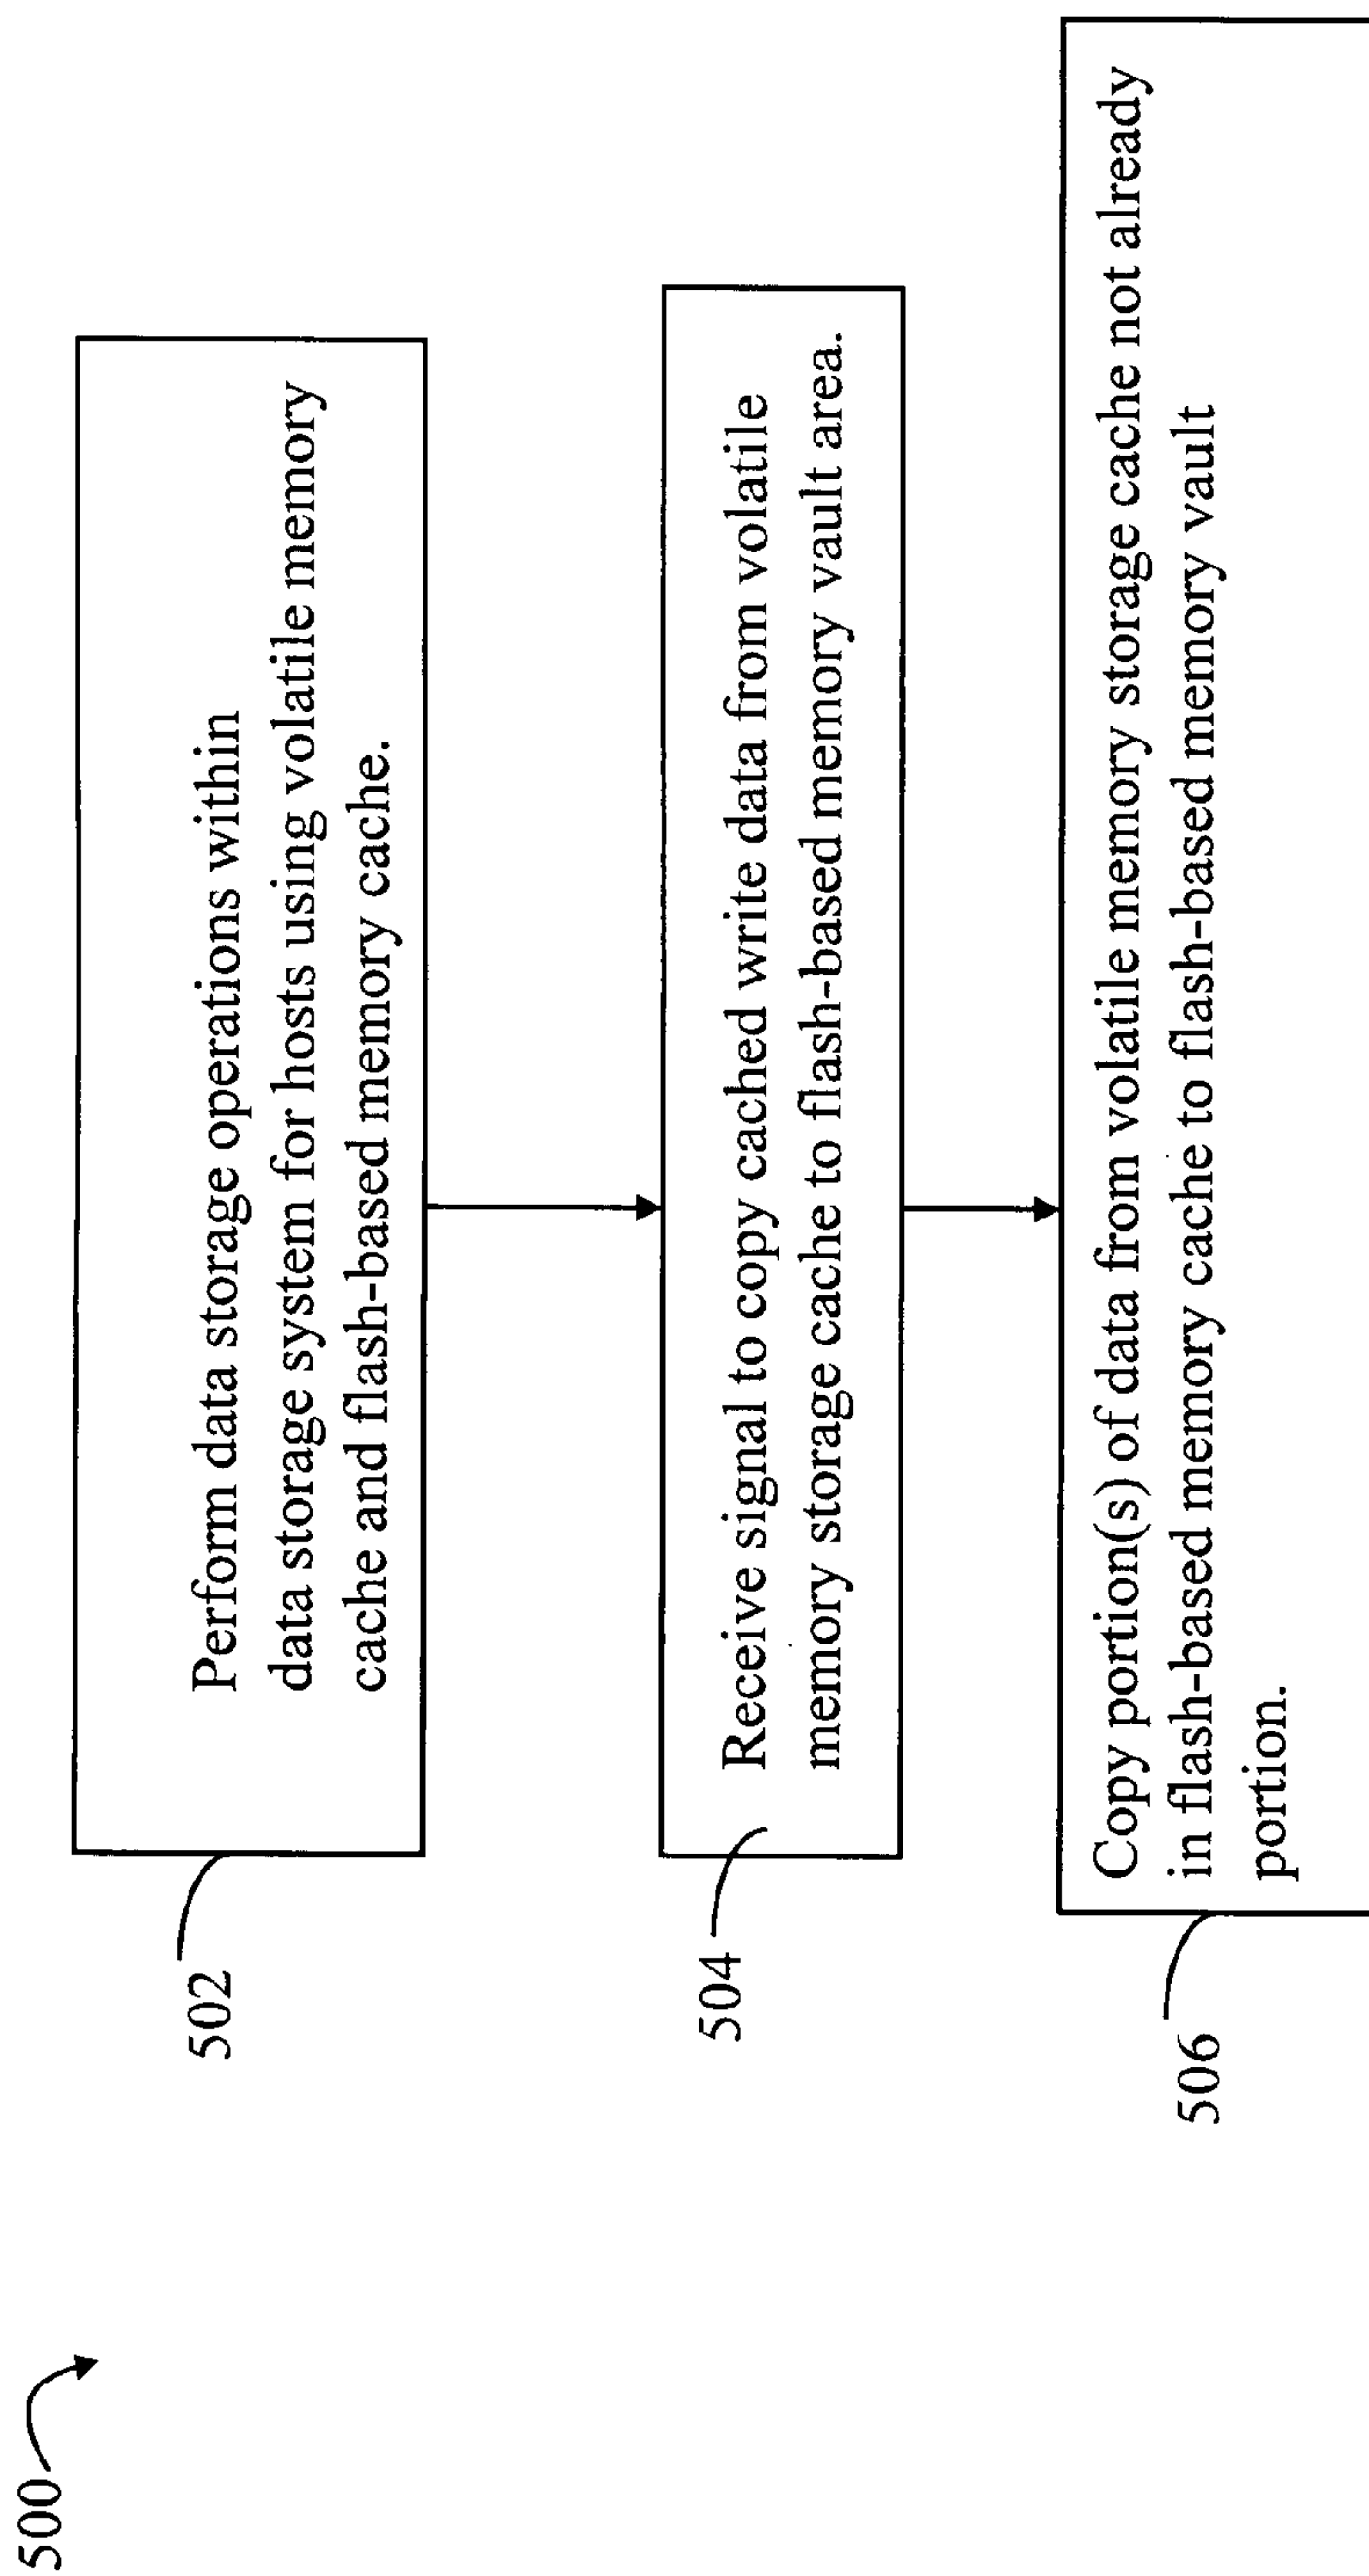 500
502
Perform data storage operations within
data storage system for hosts using volatile memory
cache and flash-based memory cache.
504
Receive signal to copy cached write data from volatile
memory storage cache to flash-based memory vault area.
506
Copy portion(s) of data from volatile memory storage cache not already
in flash-based memory cache to flash-based memory vault
portion.